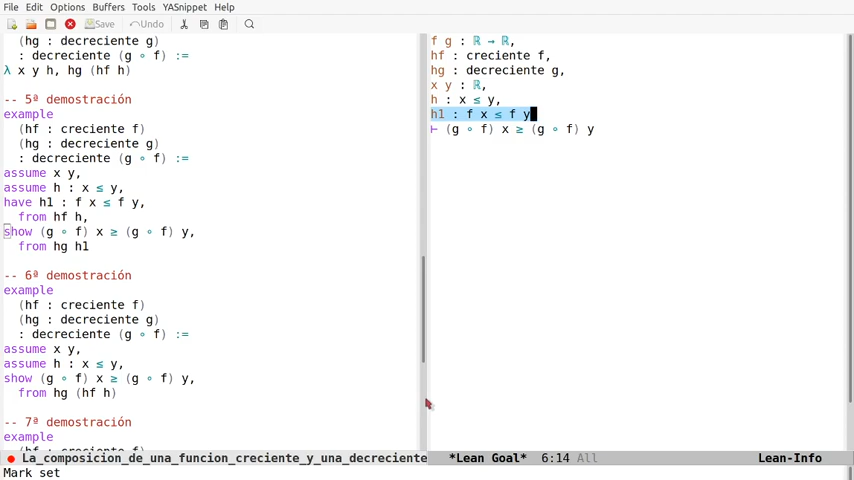 File Edit Options Buffers Tools YASnippet Help
Save Undo
(hg : decreciente g)
: decreciente (g ∘ f) :=
λ x y h, hg (hf h)
-- 5ª demostración
example
(hf : creciente f)
(hg : decreciente g)
: decreciente (g ∘ f) :=
assume x y,
assume h : x ≤ y,
have h1 : f x ≤ f y,
from hf h,
show (g ∘ f) x ≥ (g ∘ f) y,
from hg h1
-- 6ª demostración
example
(hf : creciente f)
(hg : decreciente g)
: decreciente (g ∘ f) :=
assume x y,
assume h : x ≤ y,
show (g ∘ f) x ≥ (g ∘ f) y,
from hg (hf h)
-- 7ª demostración
example
(hf : creciente f)
La_composicion_de_una_funcion_creciente_y_una_decreciente
Mark set
f g : ℝ → ℝ,
hf : creciente f,
hg : decreciente g,
x y : ℝ,
h : x ≤ y,
h1 : f x ≤ f y
⊢ (g ∘ f) x ≥ (g ∘ f) y
*Lean Goal* 6:14 All Lean-Info